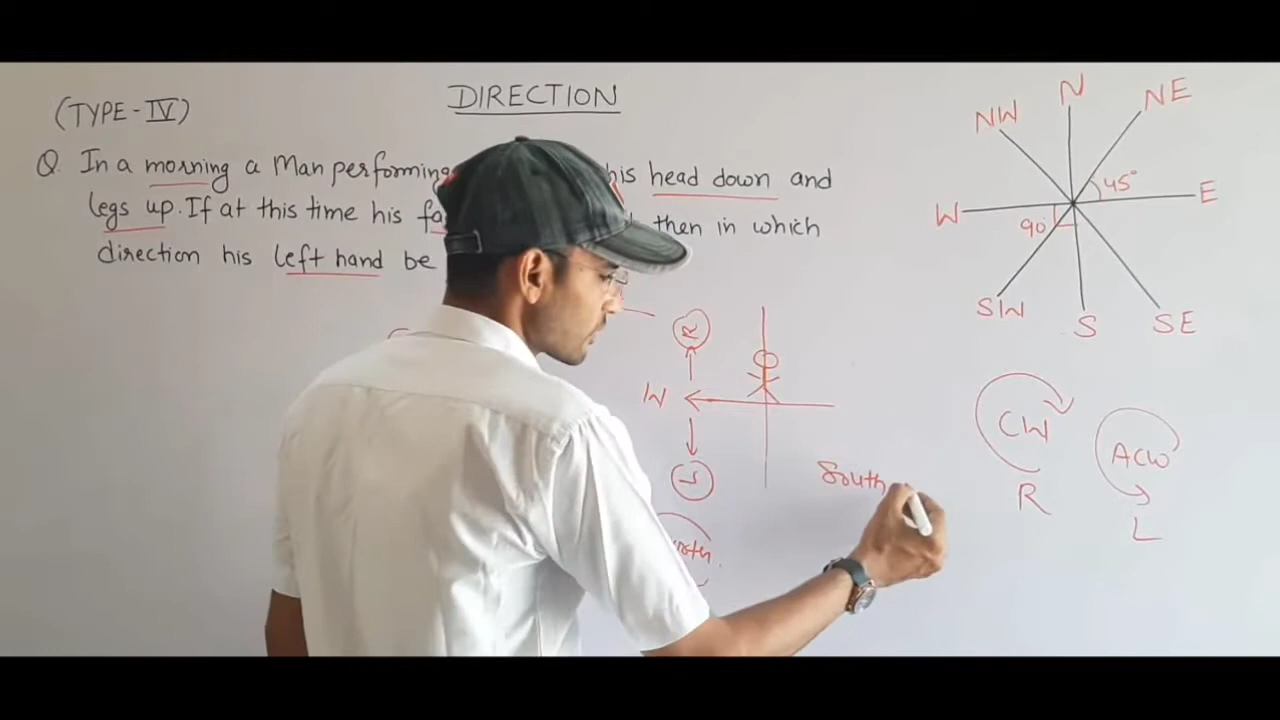 (TYPE-IV)
DIRECTION
Q. In a morning a Man performing his head down and
legs up. If at this time his then in which
direction his left hand be
N
NE
E
SE
S
SW
W
NW
45°
90°
R
W
South
CW
R
ACW
L